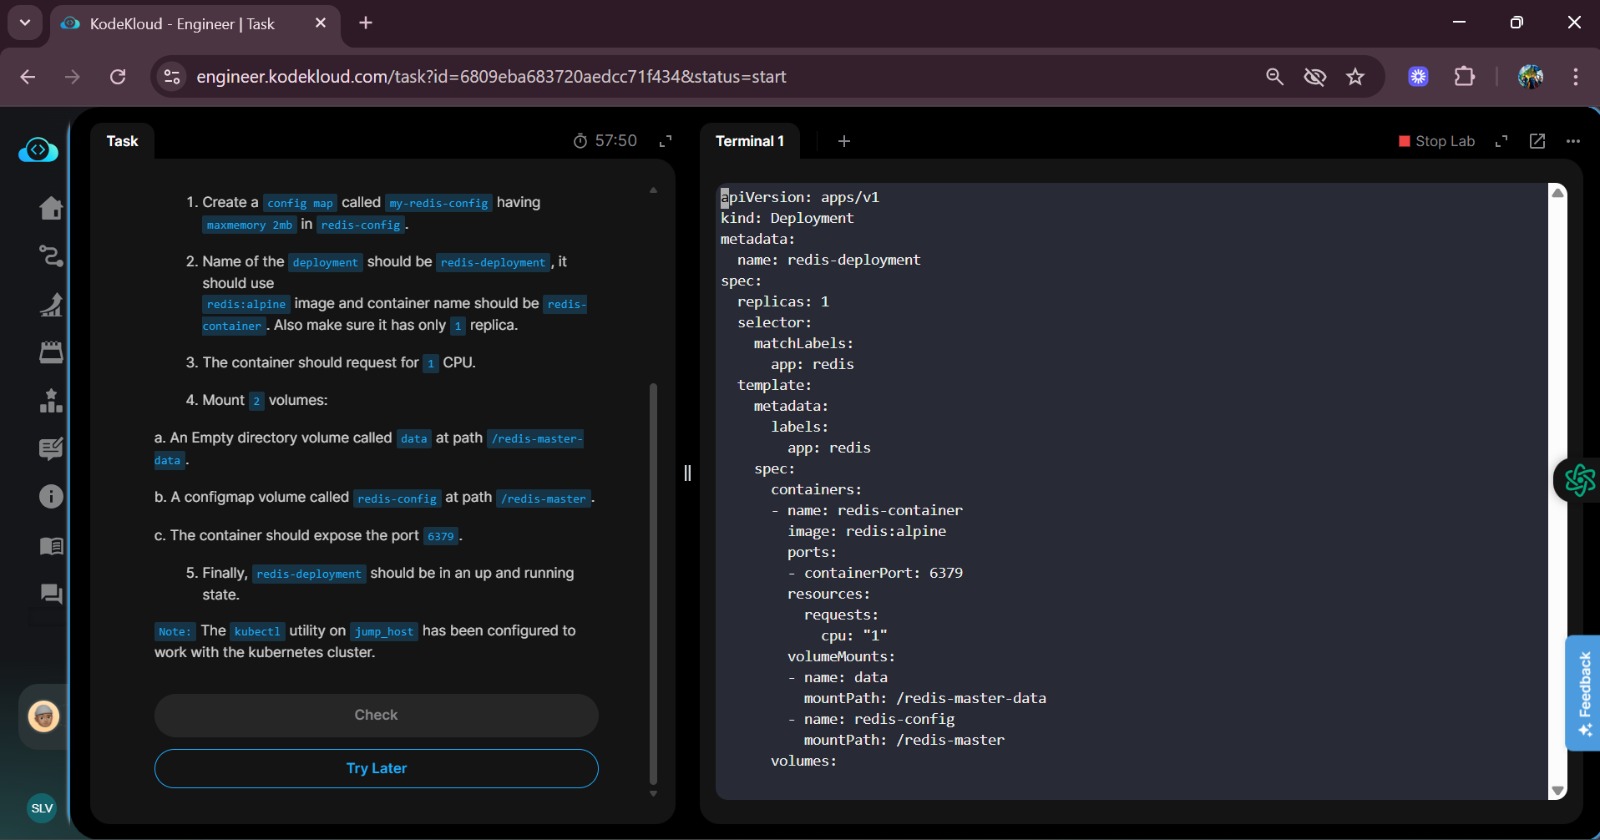 KodeKloud - Engineer | Task
engineer.kodekloud.com/task?id=6809eba683720aedcc71f434&status=start
Task
57:50
1. Create a config map called my-redis-config having
maxmemory 2mb in redis-config.
2. Name of the deployment should be redis-deployment, it
should use
redis:alpine image and container name should be redis-
container. Also make sure it has only 1 replica.
3. The container should request for 1 CPU.
4. Mount 2 volumes:
a. An Empty directory volume called data at path /redis-master-
data.
b. A configmap volume called redis-config at path /redis-master.
c. The container should expose the port 6379.
5. Finally, redis-deployment should be in an up and running
state.
Note: The kubectl utility on jump_host has been configured to
work with the kubernetes cluster.
Check
Try Later
SLV
Terminal 1
Stop Lab
apiVersion: apps/v1
kind: Deployment
metadata:
  name: redis-deployment
spec:
  replicas: 1
  selector:
    matchLabels:
      app: redis
  template:
    metadata:
      labels:
        app: redis
    spec:
      containers:
      - name: redis-container
        image: redis:alpine
        ports:
        - containerPort: 6379
        resources:
          requests:
            cpu: "1"
        volumeMounts:
        - name: data
          mountPath: /redis-master-data
        - name: redis-config
          mountPath: /redis-master
      volumes:
Feedback